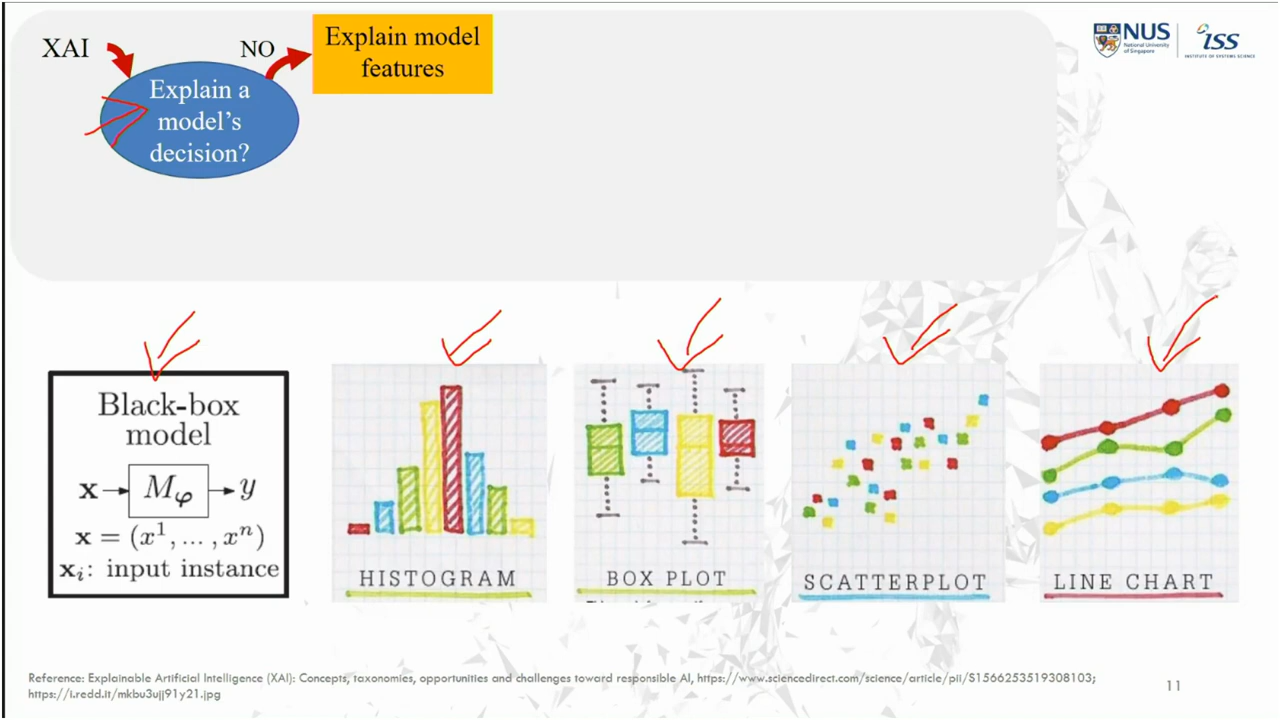 XAI
NO
Explain model
features
Explain a
model's
decision?
NUS
National University
of Singapore
iss
INSTITUTE OF SYSTEMS SCIENCE
Black-box
model
x → Mφ → y
x = (x¹, ... , xⁿ)
xᵢ: input instance
HISTOGRAM
BOX PLOT
SCATTERPLOT
LINE CHART
Reference: Explainable Artificial Intelligence (XAI): Concepts, taxonomies, opportunities and challenges toward responsible AI, https://www.sciencedirect.com/science/article/pii/S1566253519308103;
https://i.redd.it/mkbu3ujj91y21.jpg
11